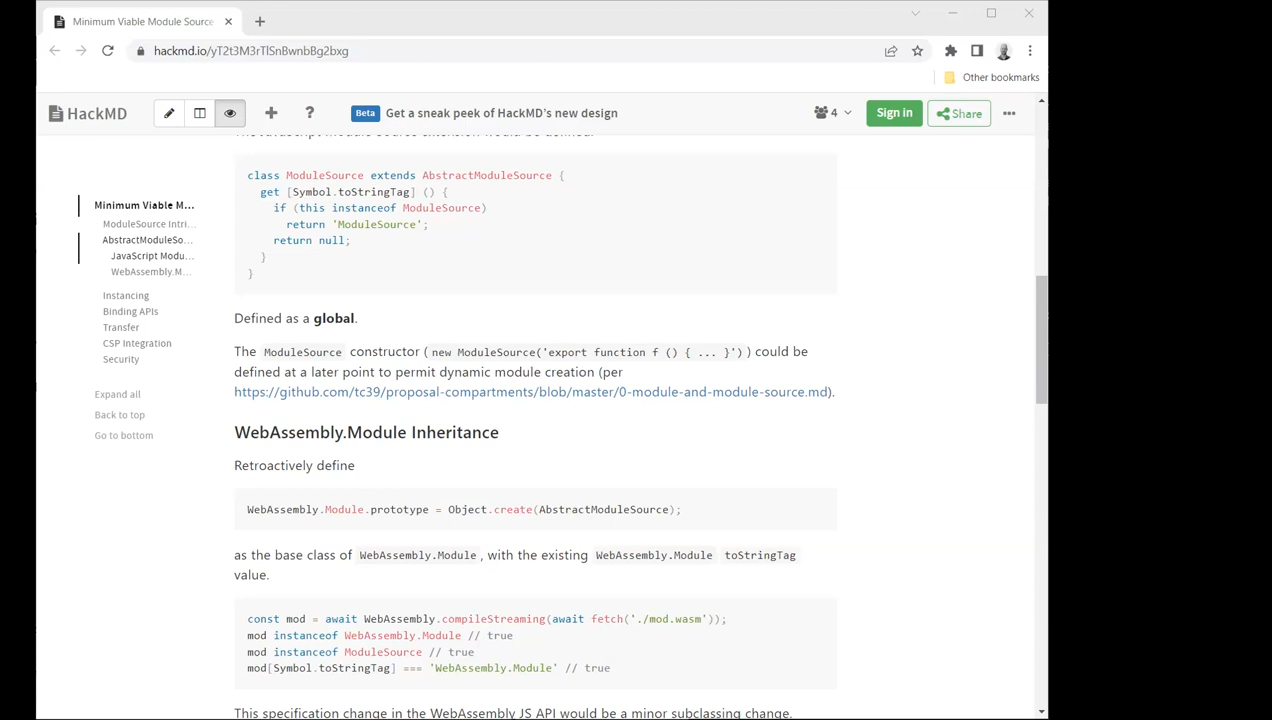 Minimum Viable Module Source
hackmd.io/yT2t3M3rTlSnBwnbBg2bxg
Other bookmarks
HackMD
Beta Get a sneak peek of HackMD's new design
4
Sign in
Share
Minimum Viable M...
ModuleSource Intri...
AbstractModuleSo...
JavaScript Modu...
WebAssembly.M...
Instancing
Binding APIs
Transfer
CSP Integration
Security
Expand all
Back to top
Go to bottom
class ModuleSource extends AbstractModuleSource {
get [Symbol.toStringTag] () {
if (this instanceof ModuleSource)
return 'ModuleSource';
return null;
}
}
Defined as a global.
The ModuleSource constructor ( new ModuleSource('export function f () { ... }') ) could be
defined at a later point to permit dynamic module creation (per
https://github.com/tc39/proposal-compartments/blob/master/0-module-and-module-source.md).
WebAssembly.Module Inheritance
Retroactively define
WebAssembly.Module.prototype = Object.create(AbstractModuleSource);
as the base class of WebAssembly.Module, with the existing WebAssembly.Module toStringTag
value.
const mod = await WebAssembly.compileStreaming(await fetch('./mod.wasm'));
mod instanceof WebAssembly.Module // true
mod instanceof ModuleSource // true
mod[Symbol.toStringTag] === 'WebAssembly.Module' // true
This specification change in the WebAssembly JS API would be a minor subclassing change.